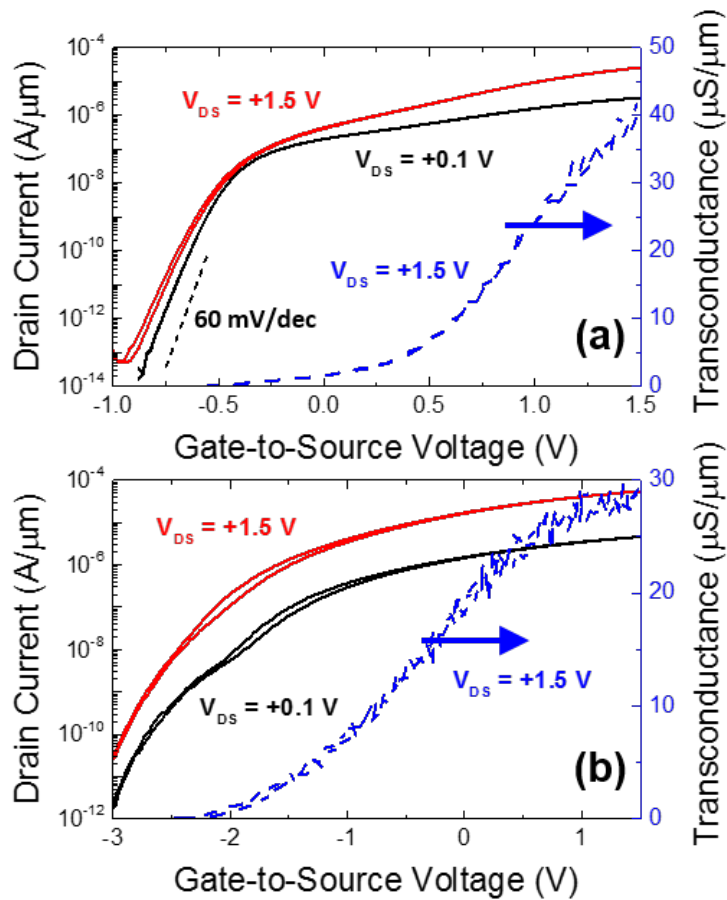 10⁻⁴
10⁻⁶
10⁻⁸
10⁻¹⁰
10⁻¹²
10⁻¹⁴
Drain Current (A/μm)
V_DS = +1.5 V
V_DS = +0.1 V
V_DS = +1.5 V
60 mV/dec
(a)
50
40
30
20
10
0
Transconductance (μS/μm)
-1.0 -0.5 0.0 0.5 1.0 1.5
Gate-to-Source Voltage (V)
10⁻⁴
10⁻⁶
10⁻⁸
10⁻¹⁰
10⁻¹²
Drain Current (A/μm)
V_DS = +1.5 V
V_DS = +0.1 V
V_DS = +1.5 V
(b)
30
20
10
0
Transconductance (μS/μm)
-3 -2 -1 0 1
Gate-to-Source Voltage (V)